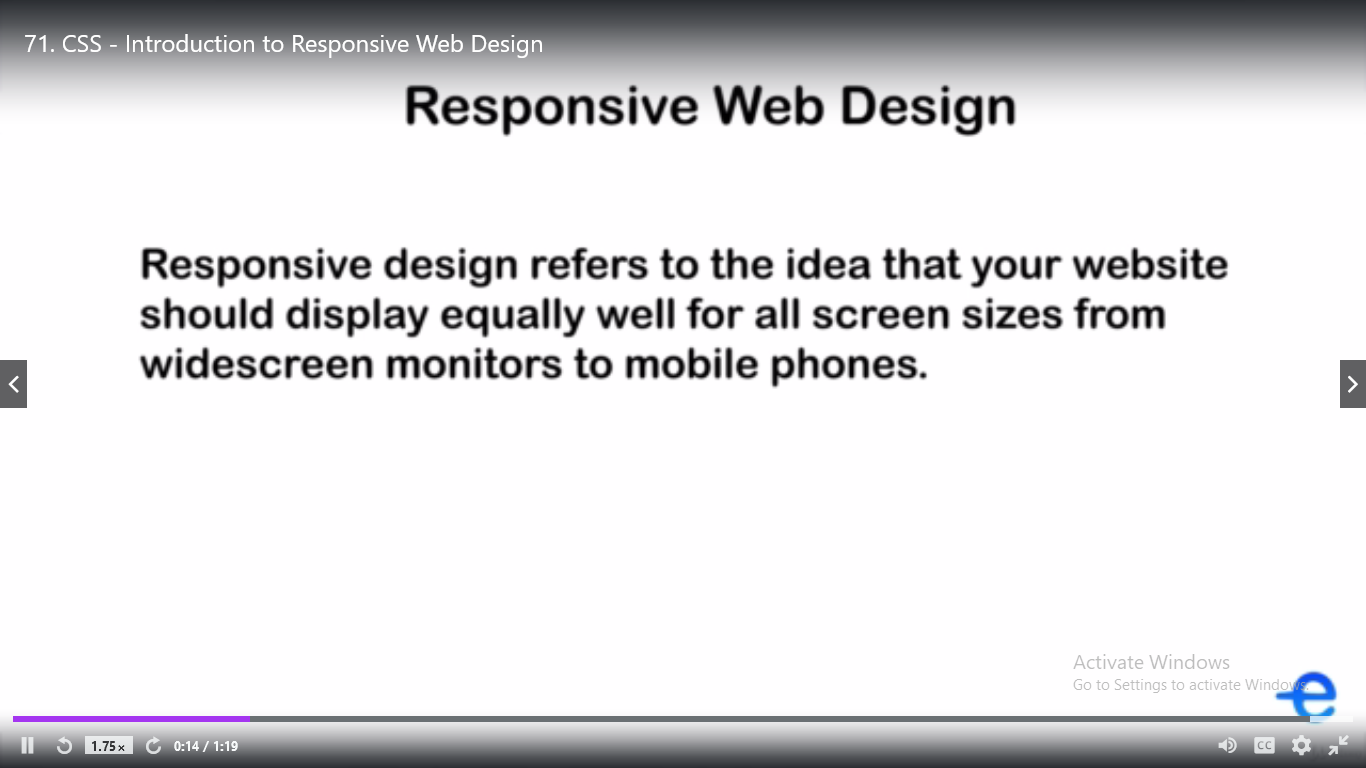 71. CSS - Introduction to Responsive Web Design
Responsive Web Design
Responsive design refers to the idea that your website
should display equally well for all screen sizes from
widescreen monitors to mobile phones.
Activate Windows
Go to Settings to activate Windows.
e
1.75×
0:14 / 1:19
CC